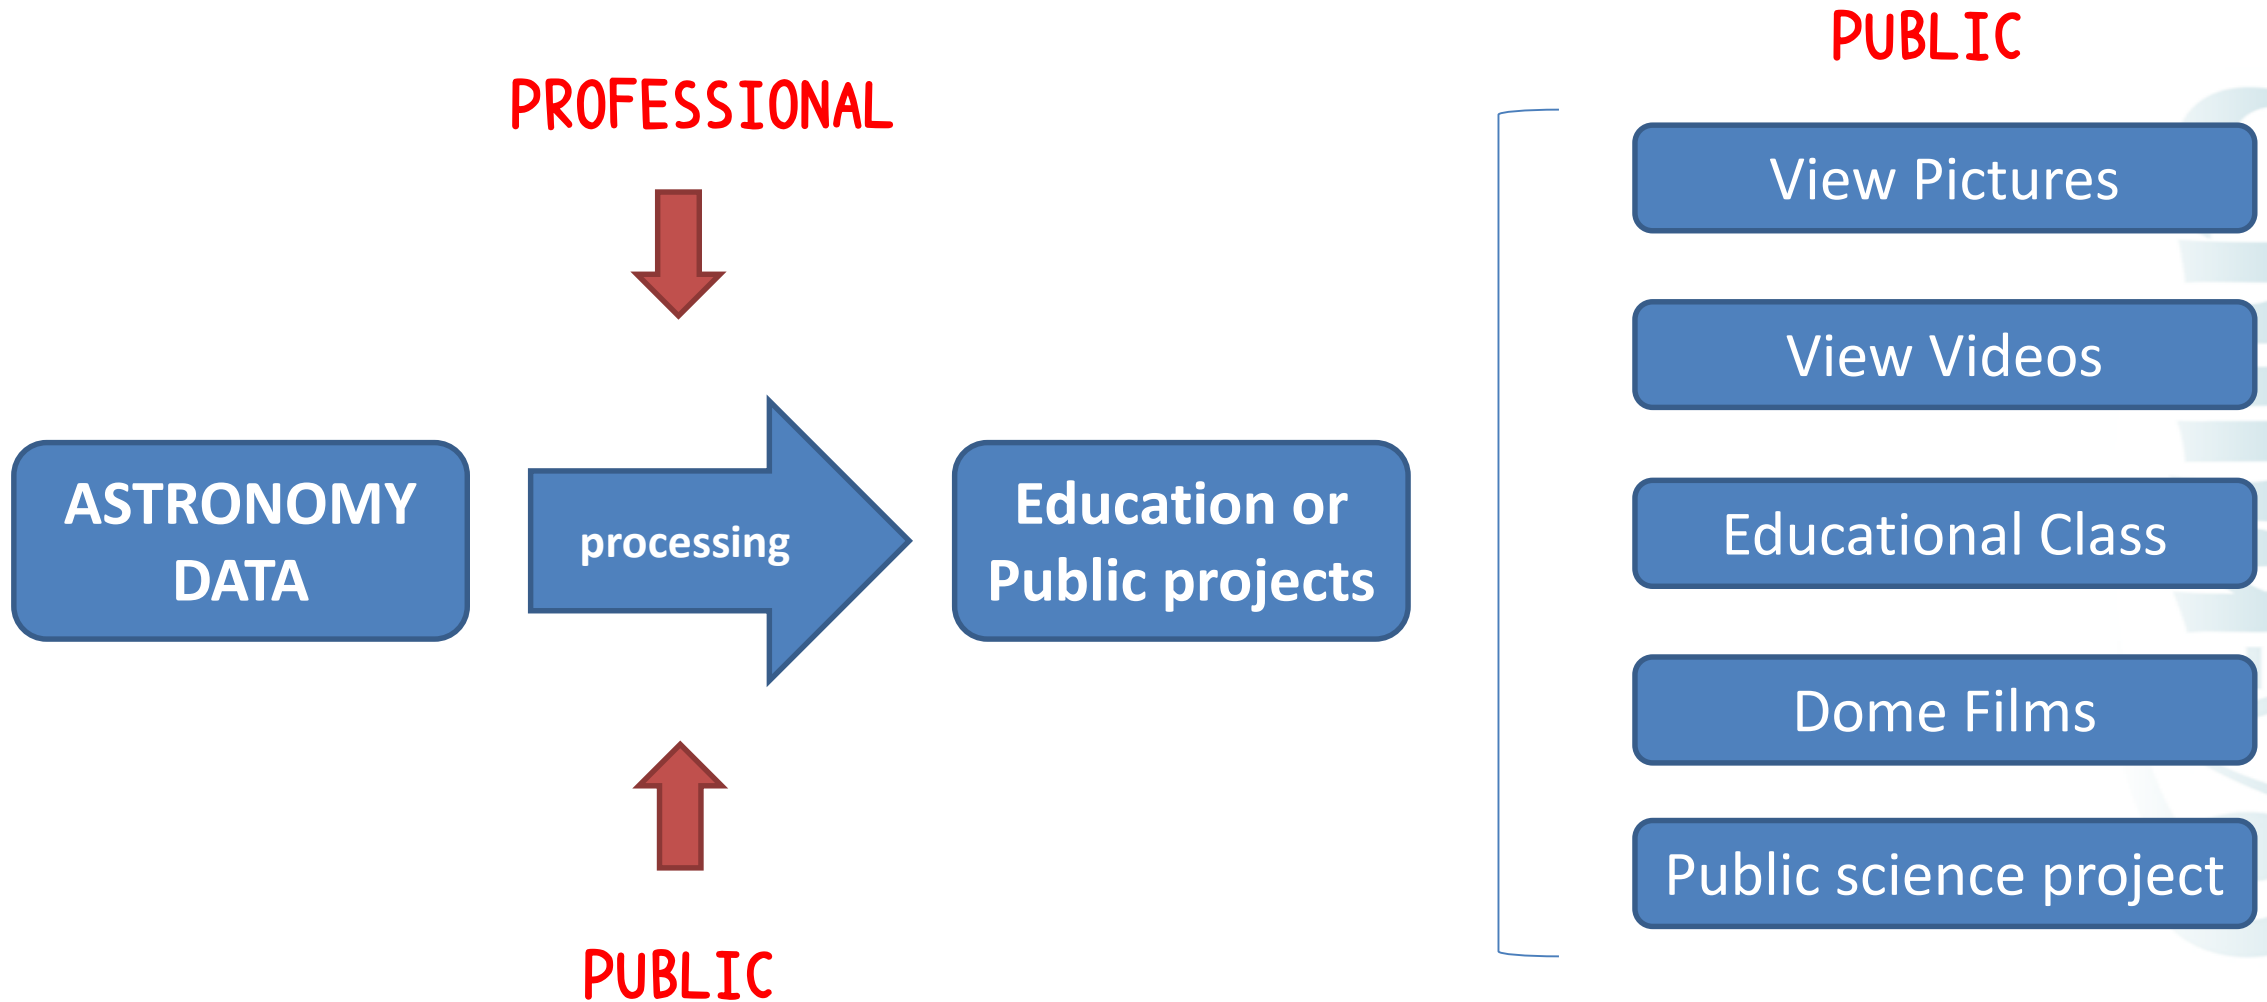 PROFESSIONAL
ASTRONOMY
DATA
processing
Education or
Public projects
PUBLIC
PUBLIC
View Pictures
View Videos
Educational Class
Dome Films
Public science project